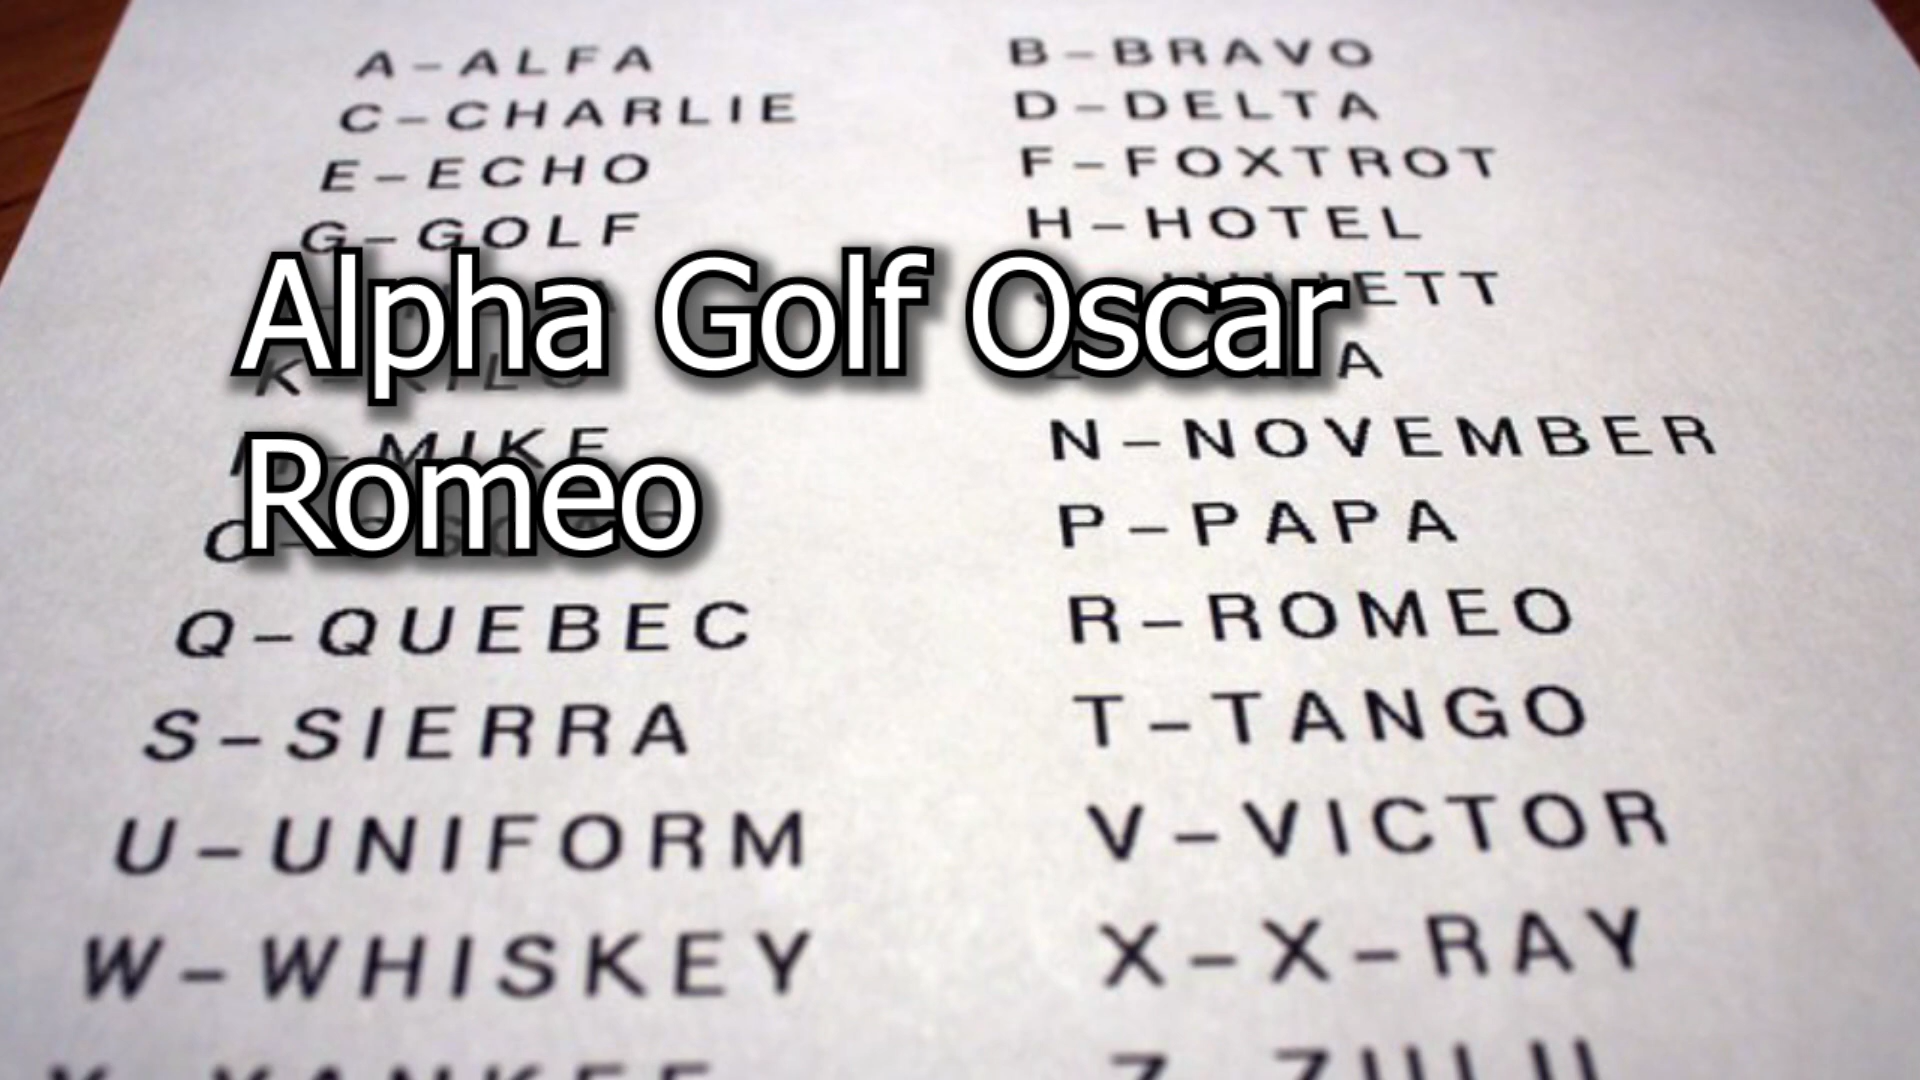 A-ALFA B-BRAVO
C-CHARLIE D-DELTA
E-ECHO F-FOXTROT
G-GOLF H-HOTEL
Alpha Golf Oscar
Romeo
N-NOVEMBER
P-PAPA
Q-QUEBEC R-ROMEO
S-SIERRA T-TANGO
U-UNIFORM V-VICTOR
W-WHISKEY X-X-RAY